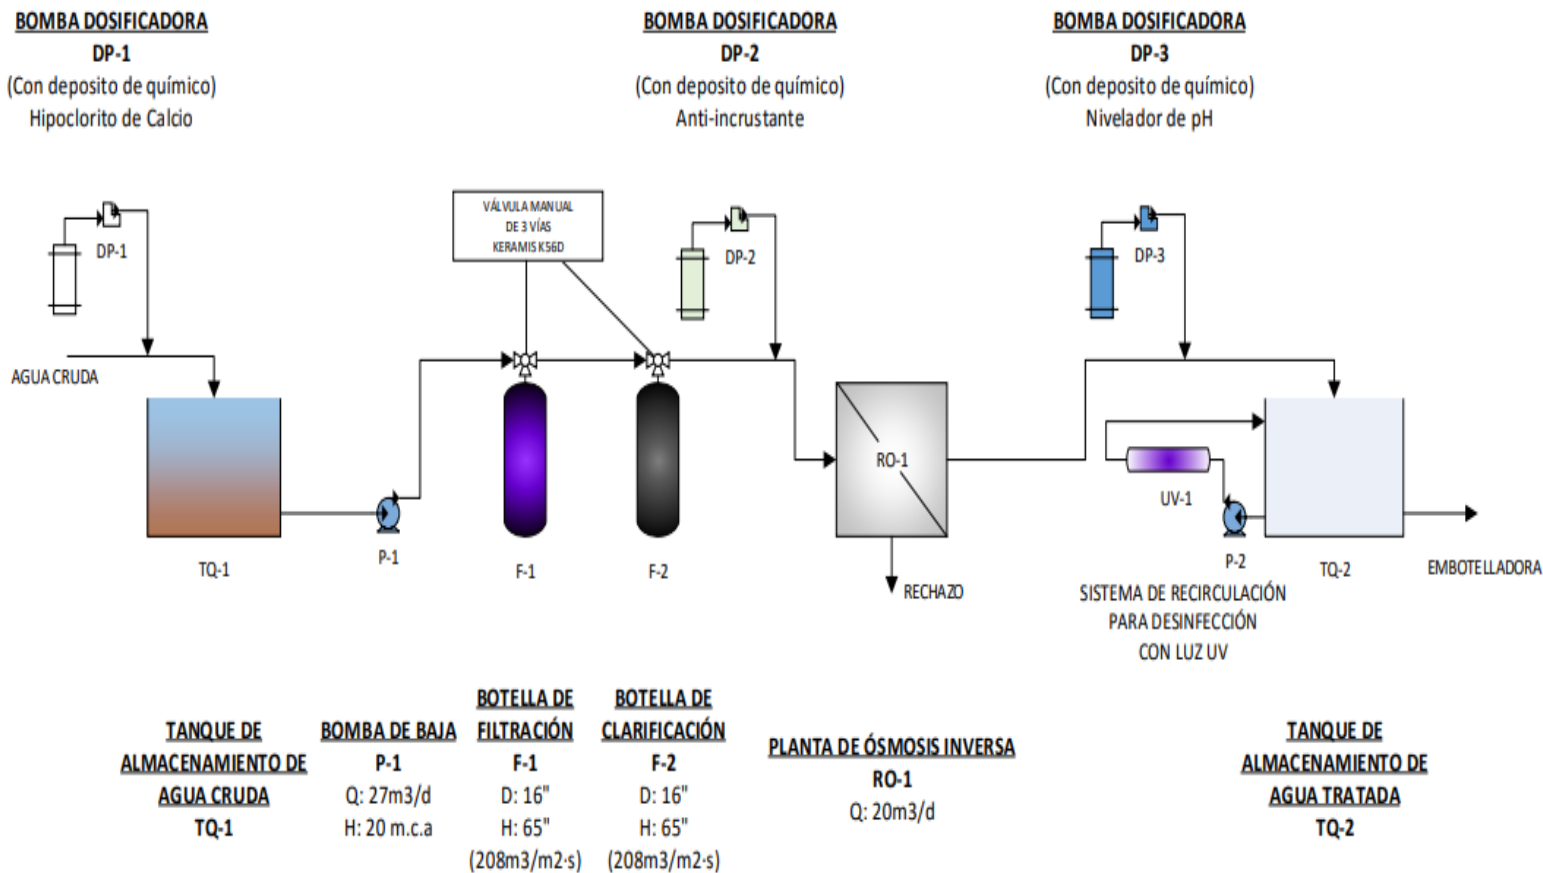 BOMBA DOSIFICADORA
DP-1
(Con deposito de químico)
Hipoclorito de Calcio
BOMBA DOSIFICADORA
DP-2
(Con deposito de químico)
Anti-incrustante
BOMBA DOSIFICADORA
DP-3
(Con deposito de químico)
Nivelador de pH
DP-1
VÁLVULA MANUAL
DE 3 VÍAS
KERAMIS K56D
DP-2
DP-3
AGUA CRUDA
TQ-1
P-1
F-1
F-2
RO-1
RECHAZO
UV-1
P-2
TQ-2
EMBOTELLADORA
SISTEMA DE RECIRCULACIÓN
PARA DESINFECCIÓN
CON LUZ UV
TANQUE DE
ALMACENAMIENTO DE
AGUA CRUDA
TQ-1
BOMBA DE BAJA
P-1
Q: 27m3/d
H: 20 m.c.a
BOTELLA DE
FILTRACIÓN
F-1
D: 16"
H: 65"
(208m3/m2·s)
BOTELLA DE
CLARIFICACIÓN
F-2
D: 16"
H: 65"
(208m3/m2·s)
PLANTA DE ÓSMOSIS INVERSA
RO-1
Q: 20m3/d
TANQUE DE
ALMACENAMIENTO DE
AGUA TRATADA
TQ-2